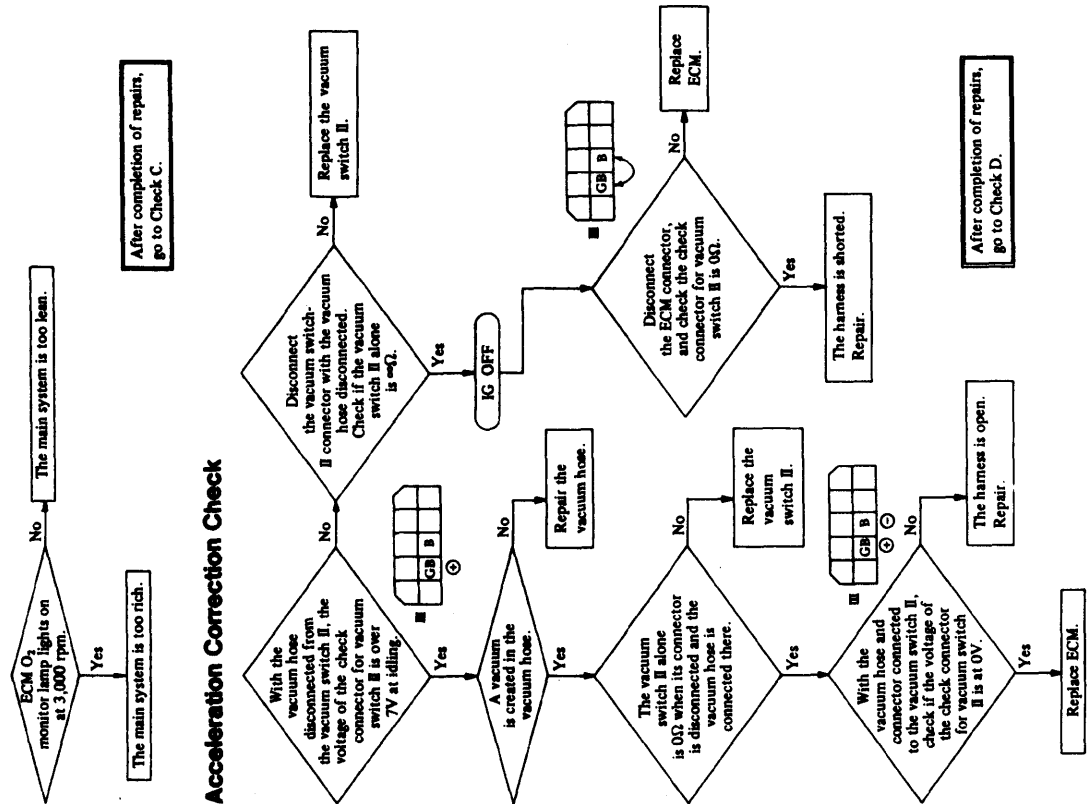 ECM O₂
monitor lamp lights on
at 3,000 rpm.
No
The main system is too lean.
Yes
The main system is too rich.
After completion of repairs,
go to Check C.
Acceleration Correction Check
With the
vacuum hose
disconnected from
the vacuum switch II, the
voltage of the check
connector for vacuum
switch II is over
7V at idling.
No
Disconnect
the vacuum switch-
II connector with the vacuum
hose disconnected.
Check if the vacuum
switch II alone
is ∞Ω.
No
Replace the vacuum
switch II.
Yes
IG OFF
III
GB B
⊕
Yes
A vacuum
is created in the
vacuum hose.
No
Repair the
vacuum hose.
Disconnect
the ECM connector,
and check the check
connector for vacuum
switch II is 0Ω.
No
Replace
ECM.
III
GB B
Yes
The harness is shorted.
Repair.
Yes
The vacuum
switch II alone
is 0Ω when its connector
is disconnected and the
vacuum hose is
connected there.
No
Replace the
vacuum
switch II.
Yes
With the
vacuum hose and
connector connected
to the vacuum switch II,
check if the voltage of
the check connector
for vacuum switch
II is at 0V.
III
GB B
⊕ ⊖
No
The harness is open.
Repair.
Yes
Replace ECM.
After completion of repairs,
go to Check D.